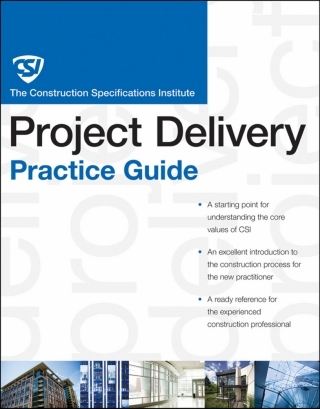 CSI
The Construction Specifications Institute
Project Delivery
Practice Guide
• A starting point for
understanding the core
values of CSI
• An excellent introduction to
the construction process for
the new practitioner
• A ready reference for
the experienced
construction professional